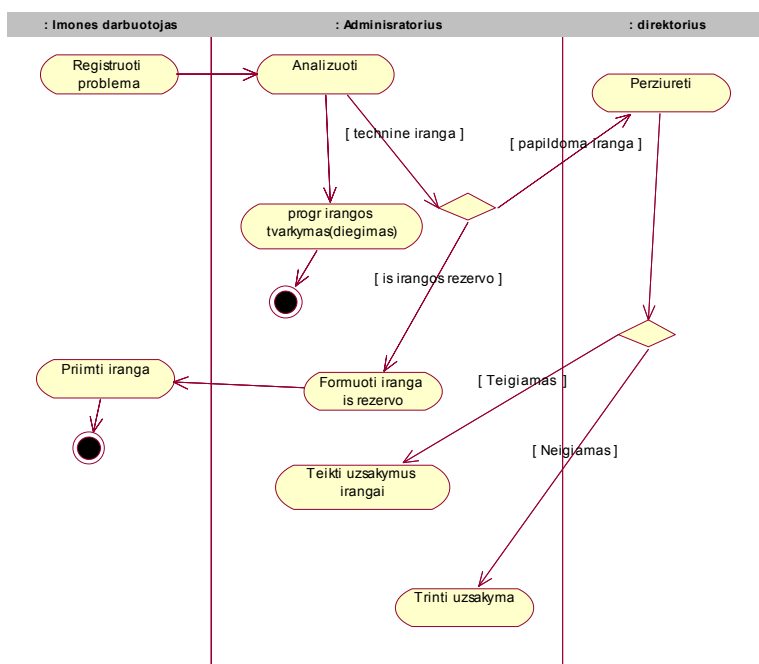 : Imones darbuotojas
: Adminisratorius
: direktorius
Registruoti
problema
Analizuoti
Perziureti
[ technine iranga ]
[ papildoma iranga ]
progr irangos
tvarkymas(diegimas)
[ is irangos rezervo ]
Priimti iranga
Formuoti iranga
is rezervo
[ Teigiamas ]
[ Neigiamas ]
Teikti uzsakymus
irangai
Trinti uzsakyma